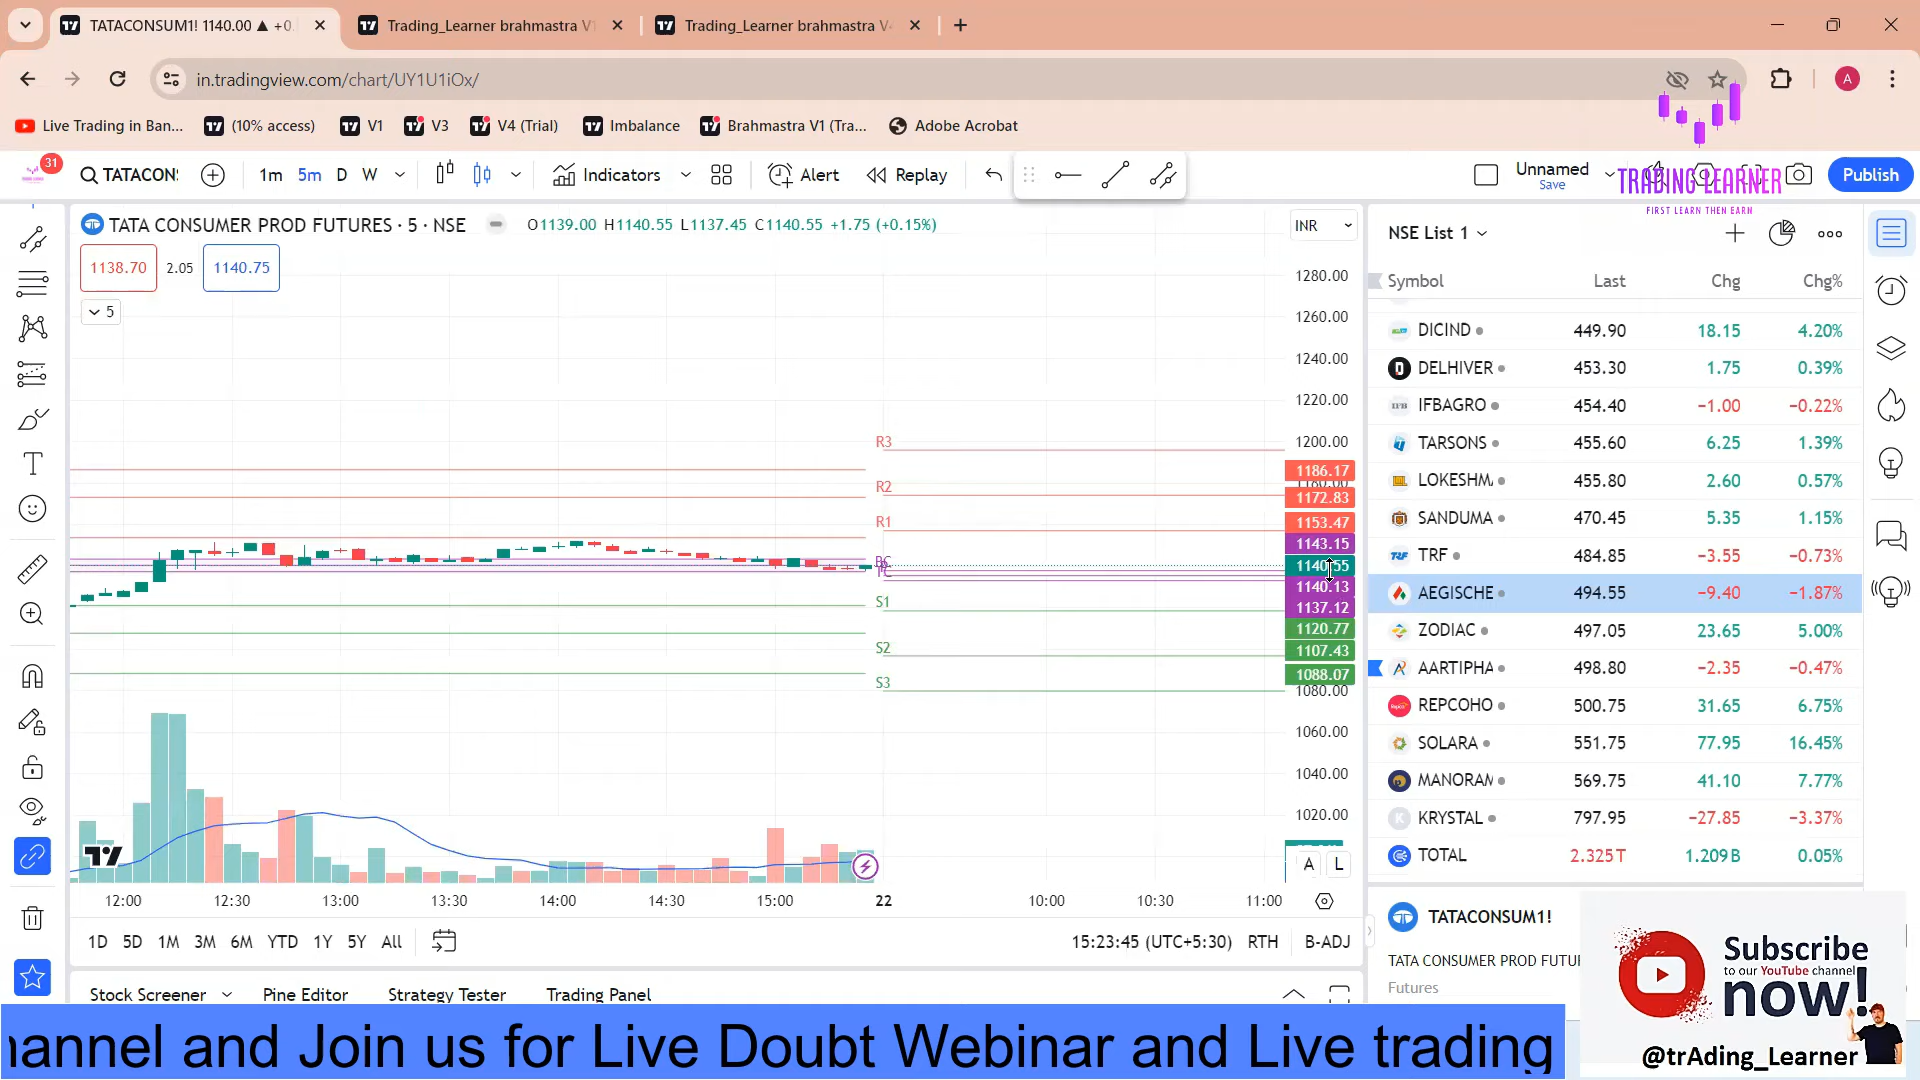 TATACONSUM1! 1140.00 ▲ +0
Trading_Learner brahmastra V
Trading_Learner brahmastra V
in.tradingview.com/chart/UY1U1iOx/
A
Live Trading in Ban...
(10% access)
V1
V3
V4 (Trial)
Imbalance
Brahmastra V1 (Tra...
Adobe Acrobat
31
TATACON
1m
5m
D
W
Indicators
Alert
Replay
Unnamed
Save
Publish
TRADING LEARNER
FIRST LEARN THEN EARN
TATA CONSUMER PROD FUTURES · 5 · NSE
O1139.00 H1140.55 L1137.45 C1140.55 +1.75 (+0.15%)
INR
1138.70
2.05
1140.75
5
1280.00
1260.00
1240.00
1220.00
1200.00
1186.17
1172.83
1153.47
1143.15
1140.55
1140.13
1137.12
1120.77
1107.43
1088.07
1080.00
1060.00
1040.00
1020.00
R3
R2
R1
S1
S2
S3
A
L
12:00
12:30
13:00
13:30
14:00
14:30
15:00
22
10:00
10:30
11:00
1D
5D
1M
3M
6M
YTD
1Y
5Y
All
15:23:45 (UTC+5:30)
RTH
B-ADJ
Stock Screener
Pine Editor
Strategy Tester
Trading Panel
NSE List 1
Symbol Last Chg Chg%
DICIND 449.90 18.15 4.20%
DELHIVER 453.30 1.75 0.39%
IFBAGRO 454.40 −1.00 −0.22%
TARSONS 455.60 6.25 1.39%
LOKESHM 455.80 2.60 0.57%
SANDUMA 470.45 5.35 1.15%
TRF 484.85 −3.55 −0.73%
AEGISCHE 494.55 −9.40 −1.87%
ZODIAC 497.05 23.65 5.00%
AARTIPHA 498.80 −2.35 −0.47%
REPCOHO 500.75 31.65 6.75%
SOLARA 551.75 77.95 16.45%
MANORAM 569.75 41.10 7.77%
KRYSTAL 797.95 −27.85 −3.37%
TOTAL 2.325T 1.209B 0.05%
TATACONSUM1!
TATA CONSUMER PROD FUTU
Futures
Subscribe
to our YouTube channel
now!
@trAding_Learner
hannel and Join us for Live Doubt Webinar and Live trading